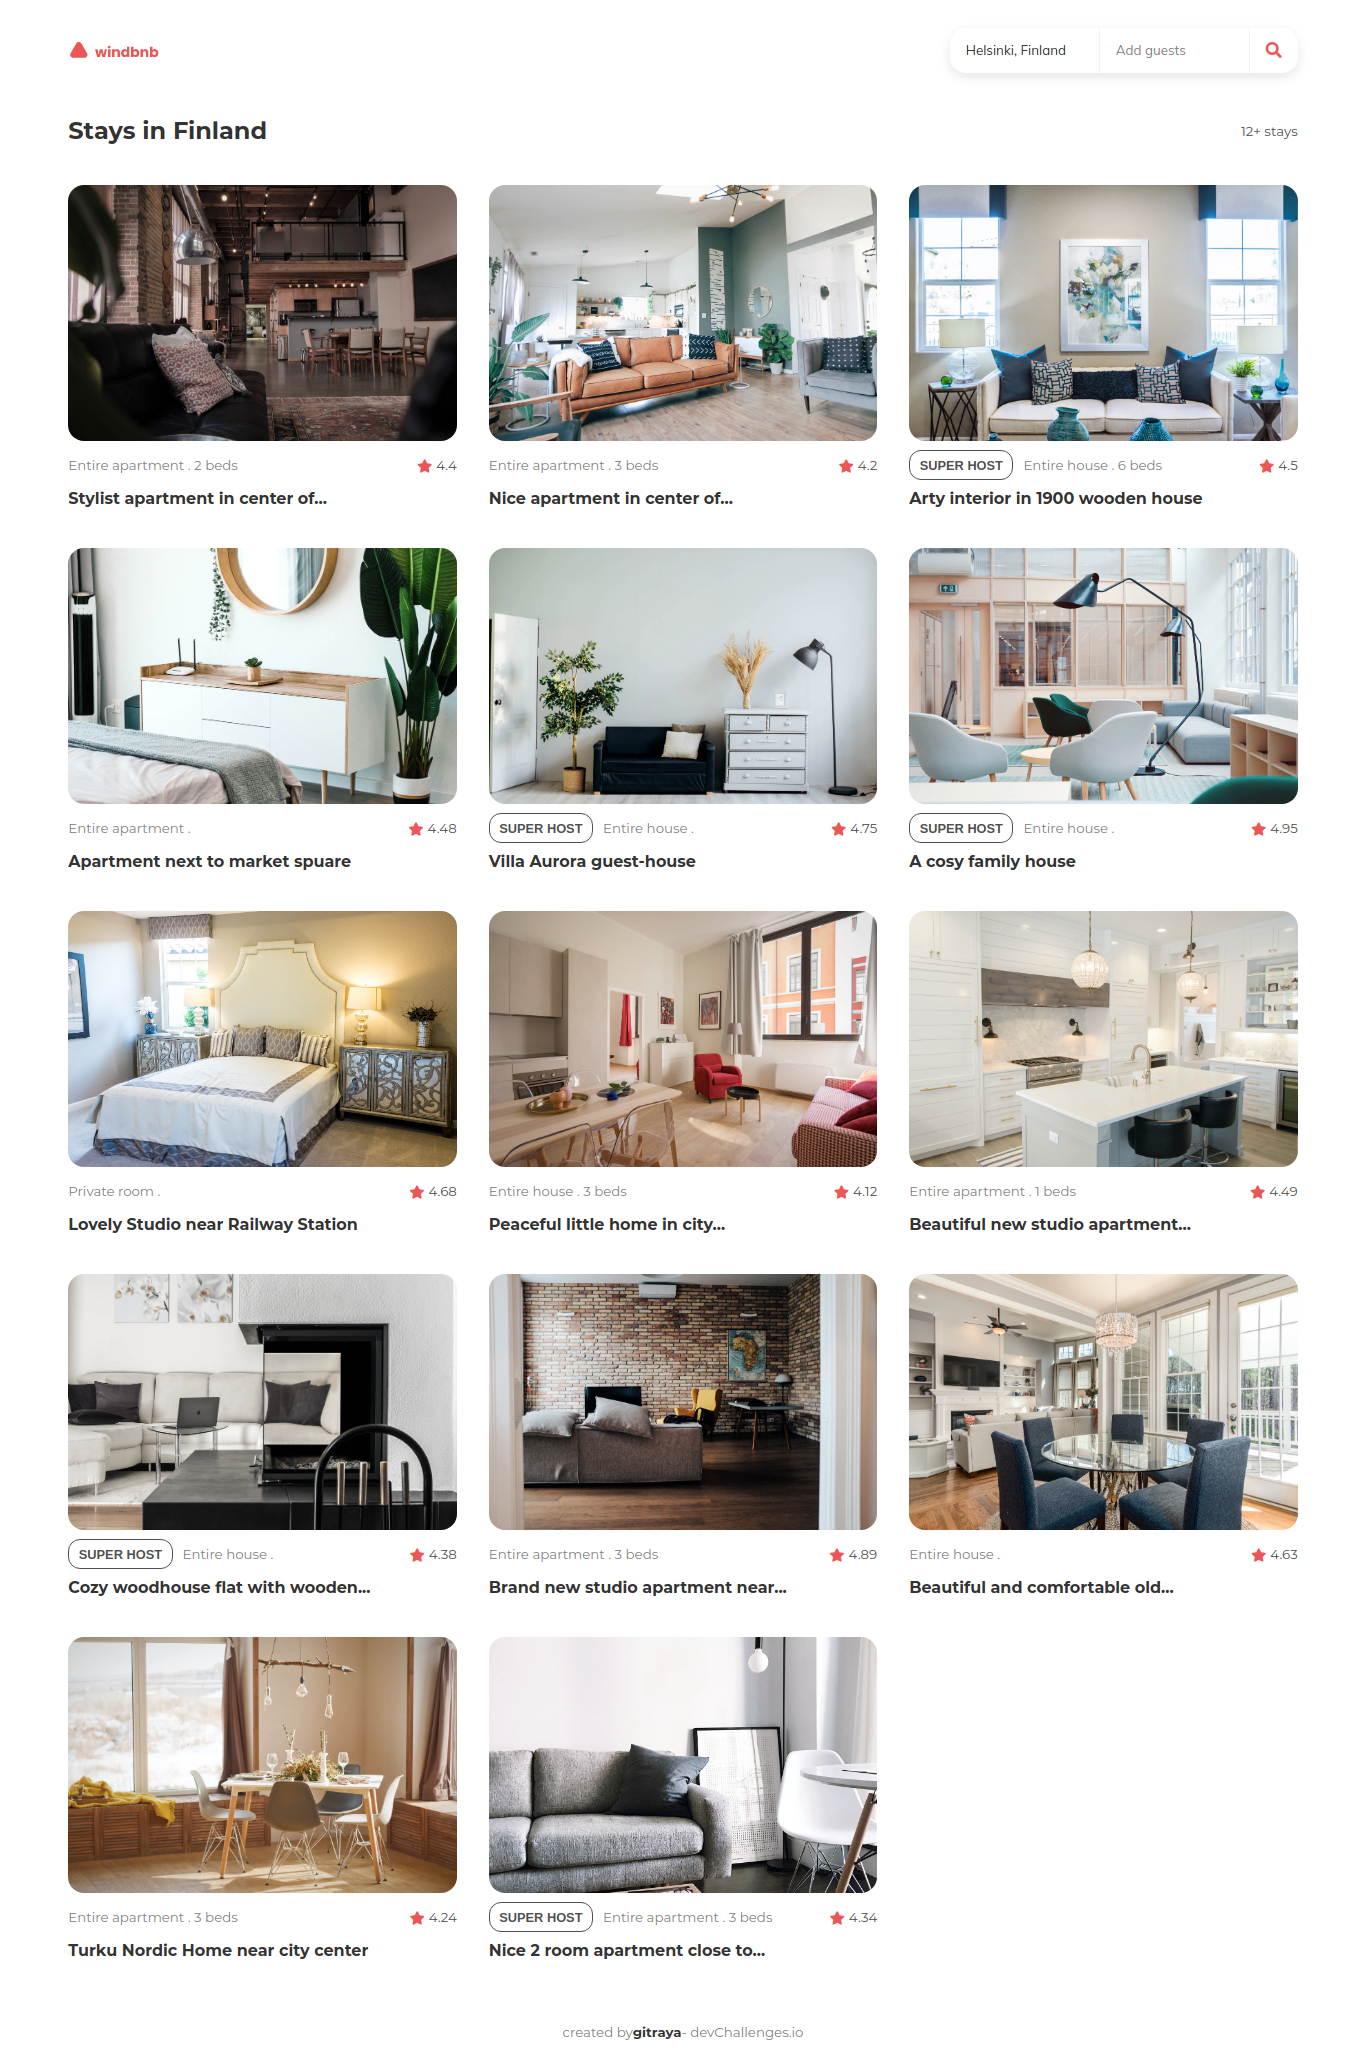 windbnb
Helsinki, Finland
Add guests
Stays in Finland
12+ stays
Entire apartment . 2 beds
4.4
Stylist apartment in center of...
Entire apartment . 3 beds
4.2
Nice apartment in center of...
SUPER HOST
Entire house . 6 beds
4.5
Arty interior in 1900 wooden house
Entire apartment .
4.48
Apartment next to market spuare
SUPER HOST
Entire house .
4.75
Villa Aurora guest-house
SUPER HOST
Entire house .
4.95
A cosy family house
Private room .
4.68
Lovely Studio near Railway Station
Entire house . 3 beds
4.12
Peaceful little home in city...
Entire apartment . 1 beds
4.49
Beautiful new studio apartment...
SUPER HOST
Entire house .
4.38
Cozy woodhouse flat with wooden...
Entire apartment . 3 beds
4.89
Brand new studio apartment near...
Entire house .
4.63
Beautiful and comfortable old...
Entire apartment . 3 beds
4.24
Turku Nordic Home near city center
SUPER HOST
Entire apartment . 3 beds
4.34
Nice 2 room apartment close to...
created bygitraya- devChallenges.io